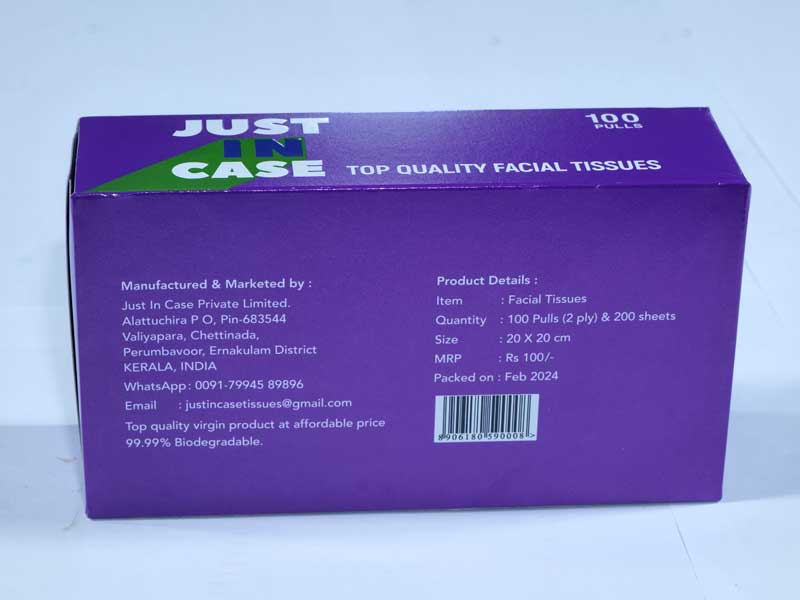 JUST
IN
CASE
TOP QUALITY FACIAL TISSUES
100
PULLS
Manufactured & Marketed by :
Just In Case Private Limited.
Alattuchira P O, Pin-683544
Valiyapara, Chettinada,
Perumbavoor, Ernakulam District
KERALA, INDIA
WhatsApp : 0091-79945 89896
Email : justincasetissues@gmail.com
Top quality virgin product at affordable price
99.99% Biodegradable.
Product Details :
Item : Facial Tissues
Quantity : 100 Pulls (2 ply) & 200 sheets
Size : 20 X 20 cm
MRP : Rs 100/-
Packed on : Feb 2024
8 906180 590008 >